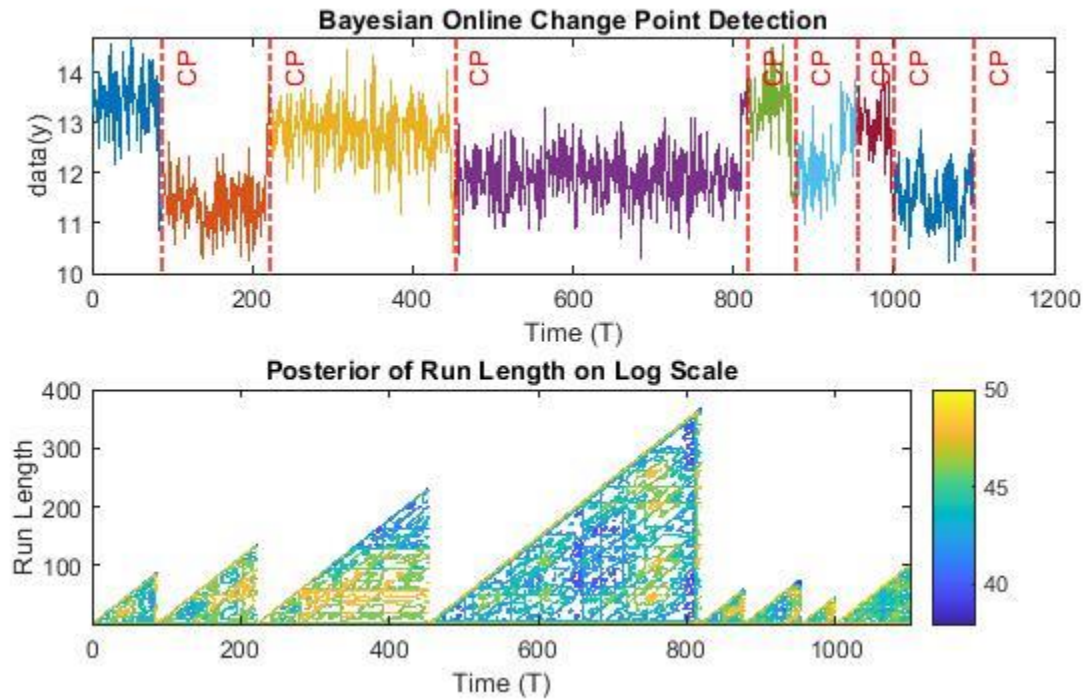 Bayesian Online Change Point Detection
CP CP CP CP CP CP CP CP
14
13
12
11
10
data(y)
0 200 400 600 800 1000 1200
Time (T)
Posterior of Run Length on Log Scale
400
300
200
100
Run Length
0 200 400 600 800 1000
Time (T)
50
45
40